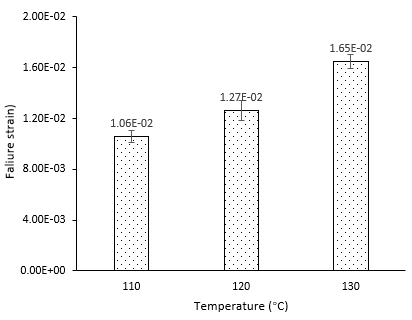 2.00E-02
1.60E-02
1.20E-02
8.00E-03
4.00E-03
0.00E+00
Faliure strain)
1.06E-02
1.27E-02
1.65E-02
110
120
130
Temperature (°C)